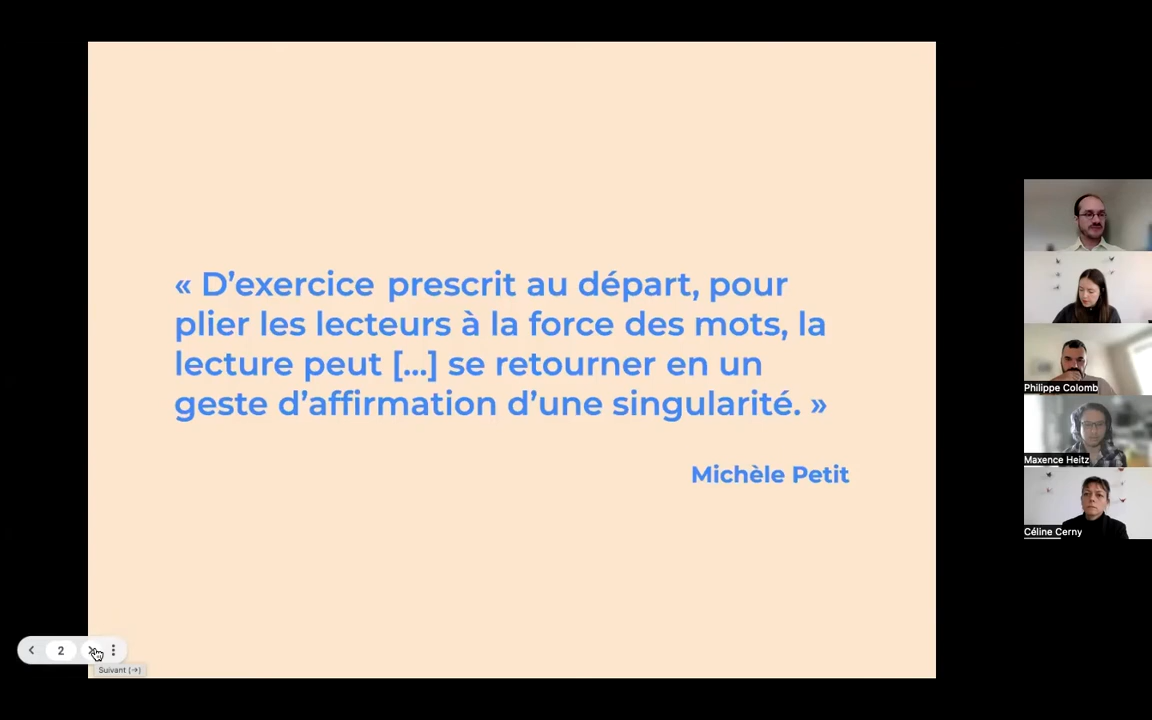 « D’exercice prescrit au départ, pour
plier les lecteurs à la force des mots, la
lecture peut [...] se retourner en un
geste d’affirmation d’une singularité. »
Michèle Petit
Philippe Colomb
Maxence Heitz
Céline Cerny
2
Suivant (→)